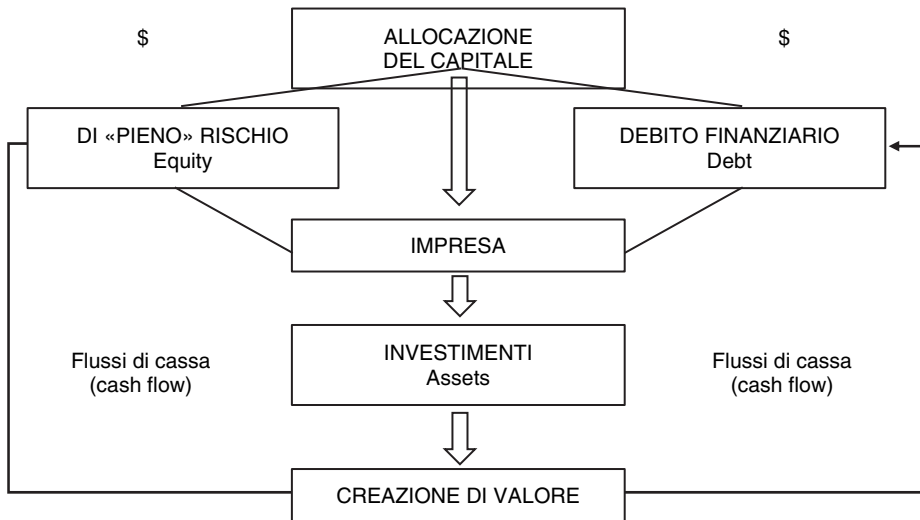 $
ALLOCAZIONE
DEL CAPITALE
$
DI «PIENO» RISCHIO
Equity
DEBITO FINANZIARIO
Debt
IMPRESA
INVESTIMENTI
Assets
Flussi di cassa
(cash flow)
Flussi di cassa
(cash flow)
CREAZIONE DI VALORE